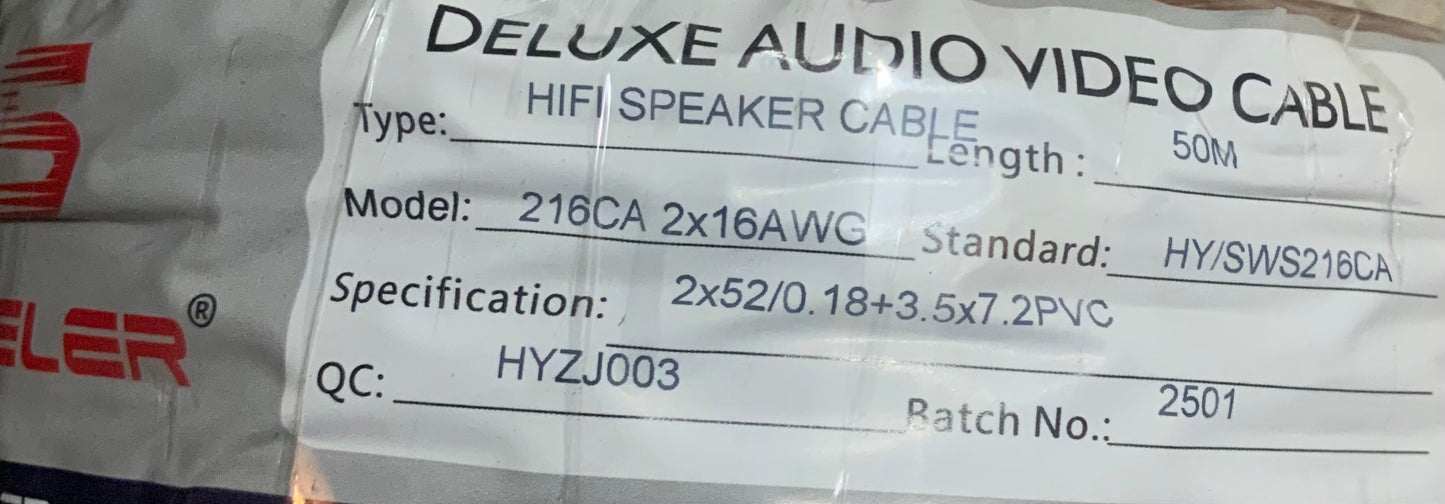 DELUXE AUDIO VIDEO CABLE
Type: HIFI SPEAKER CABLE Length: 50M
Model: 216CA 2x16AWG Standard: HY/SWS216CA
Specification: 2x52/0.18+3.5x7.2PVC
QC: HYZJ003 Batch No.: 2501
S
ELER®